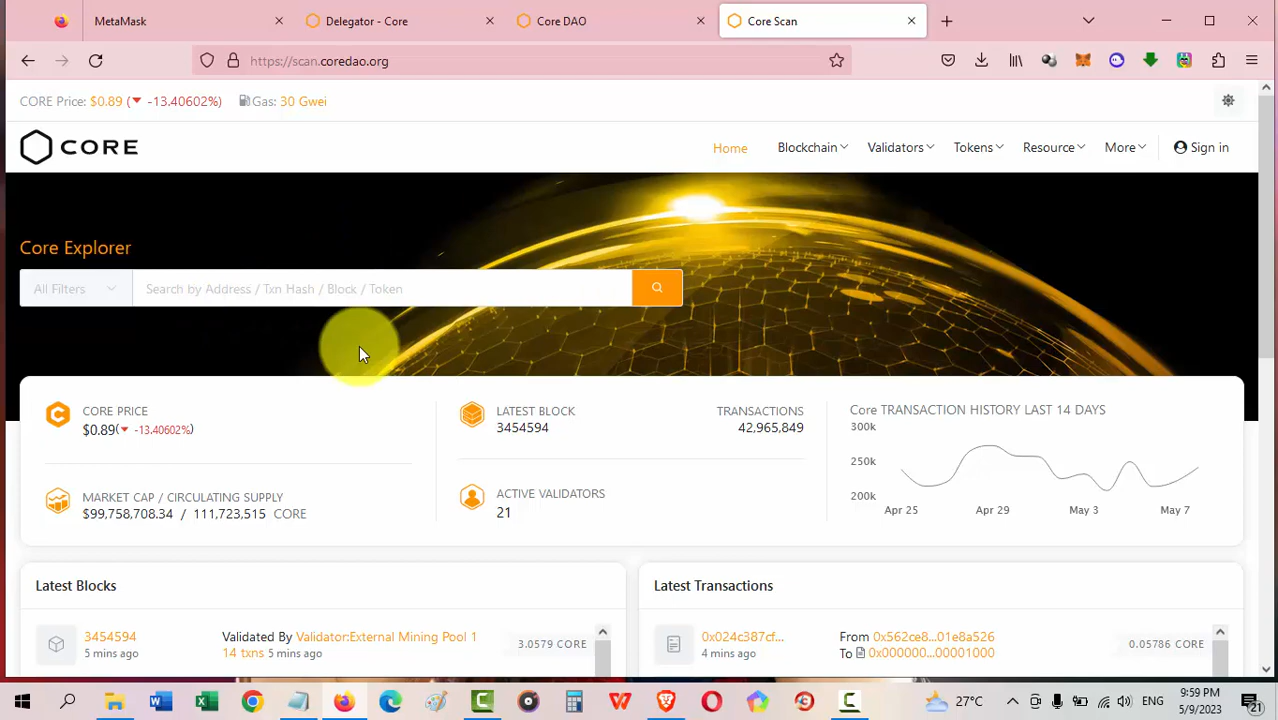 MetaMask
Delegator - Core
Core DAO
Core Scan
https://scan.coredao.org
CORE Price: $0.89 ( -13.40602%) Gas: 30 Gwei
CORE
Home
Blockchain
Validators
Tokens
Resource
More
Sign in
Core Explorer
All Filters
Search by Address / Txn Hash / Block / Token
CORE PRICE
$0.89( -13.40602%)
MARKET CAP / CIRCULATING SUPPLY
$99,758,708.34 / 111,723,515 CORE
LATEST BLOCK
3454594
TRANSACTIONS
42,965,849
ACTIVE VALIDATORS
21
Core TRANSACTION HISTORY LAST 14 DAYS
300k
250k
200k
Apr 25 Apr 29 May 3 May 7
Latest Blocks
3454594
5 mins ago
Validated By Validator:External Mining Pool 1
14 txns 5 mins ago
3.0579 CORE
Latest Transactions
0x024c387cf...
4 mins ago
From 0x562ce8...01e8a526
To 0x000000...00001000
0.05786 CORE
27°C
ENG
9:59 PM
5/9/2023
21